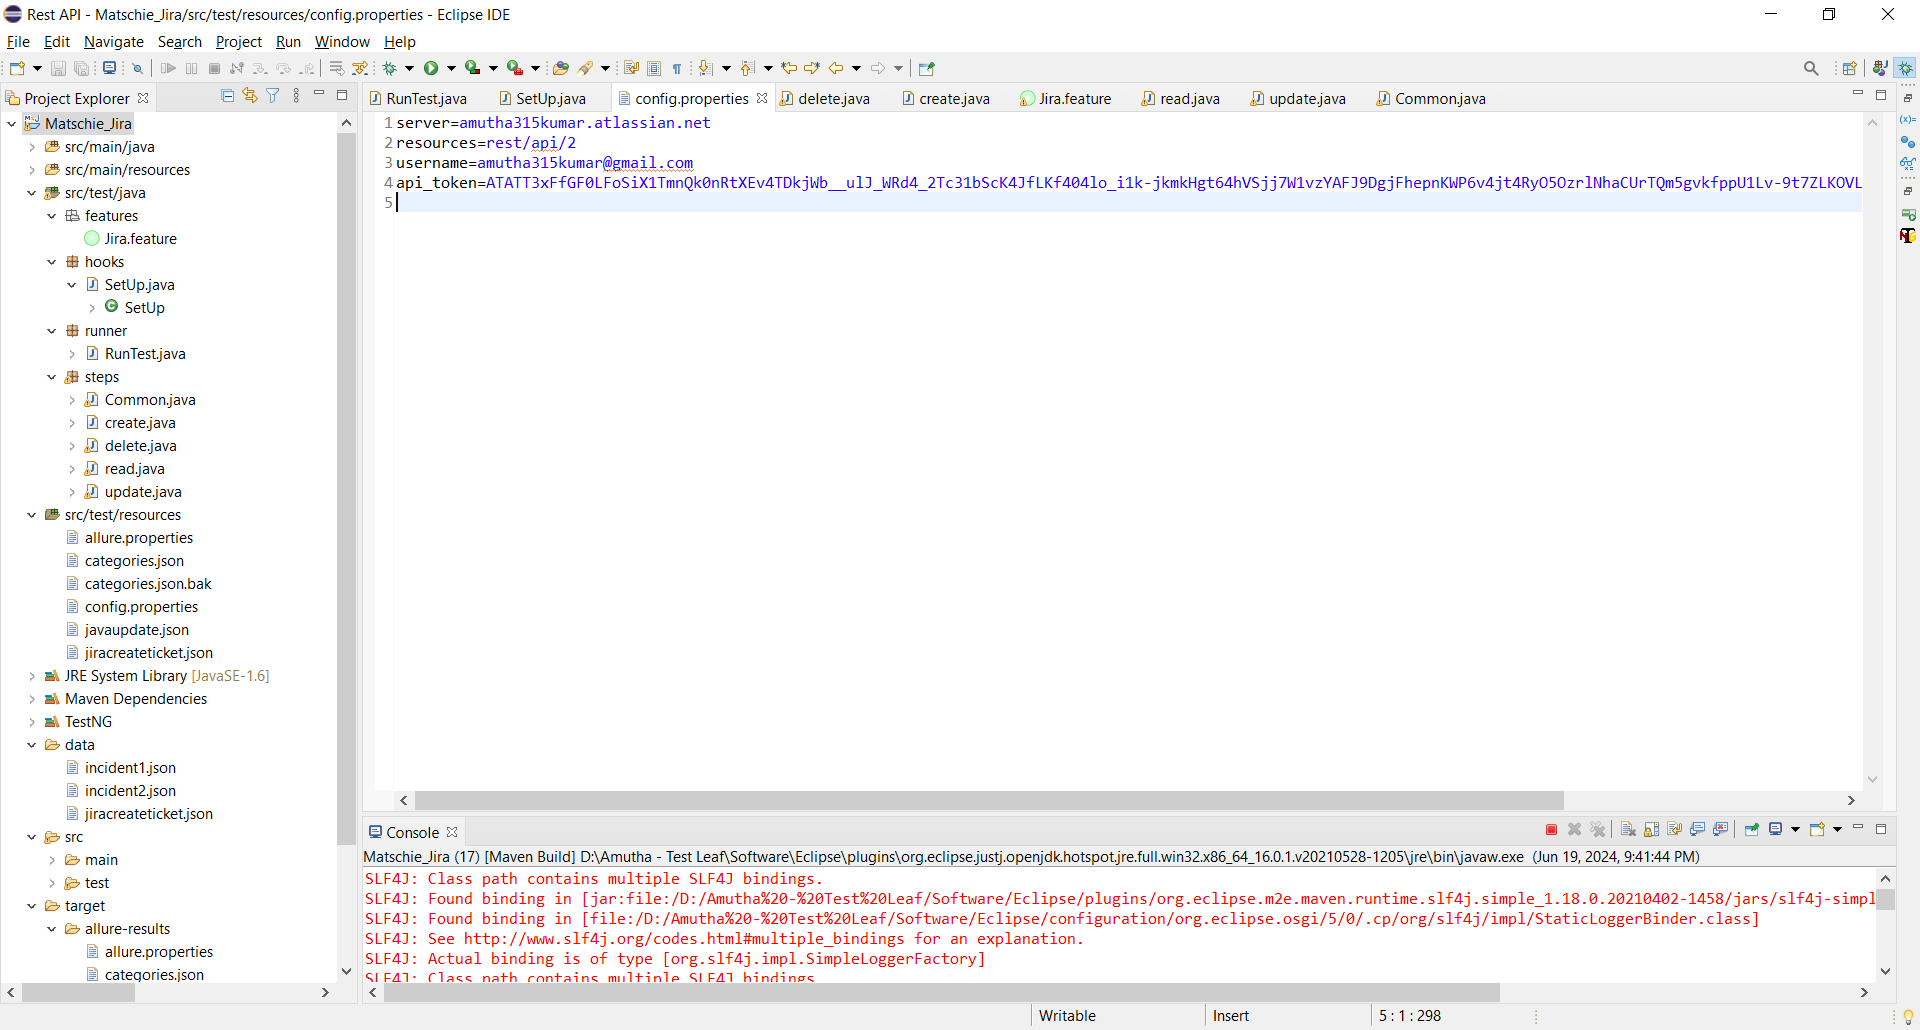 Rest API - Matschie_Jira/src/test/resources/config.properties - Eclipse IDE
File Edit Navigate Search Project Run Window Help
Project Explorer
Matschie_Jira
src/main/java
src/main/resources
src/test/java
features
Jira.feature
hooks
SetUp.java
SetUp
runner
RunTest.java
steps
Common.java
create.java
delete.java
read.java
update.java
src/test/resources
allure.properties
categories.json
categories.json.bak
config.properties
javaupdate.json
jiracreateticket.json
JRE System Library [JavaSE-1.6]
Maven Dependencies
TestNG
data
incident1.json
incident2.json
jiracreateticket.json
src
main
test
target
allure-results
allure.properties
categories.json
RunTest.java SetUp.java config.properties delete.java create.java Jira.feature read.java update.java Common.java
1 server=amutha315kumar.atlassian.net
2 resources=rest/api/2
3 username=amutha315kumar@gmail.com
4 api_token=ATATT3xFfGF0LFoSiX1TmnQk0nRtXEv4TDkjWb__ulJ_WRd4_2Tc31bScK4JfLKf404lo_i1k-jkmkHgt64hVSjj7W1vzYAFJ9DgjFhepnKWP6v4jt4RyO5OzrlNhaCUrTQm5gvkfppU1Lv-9t7ZLKOVL
5
Console
Matschie_Jira (17) [Maven Build] D:\Amutha - Test Leaf\Software\Eclipse\plugins\org.eclipse.justj.openjdk.hotspot.jre.full.win32.x86_64_16.0.1.v20210528-1205\jre\bin\javaw.exe (Jun 19, 2024, 9:41:44 PM)
SLF4J: Class path contains multiple SLF4J bindings.
SLF4J: Found binding in [jar:file:/D:/Amutha%20-%20Test%20Leaf/Software/Eclipse/plugins/org.eclipse.m2e.maven.runtime.slf4j.simple_1.18.0.20210402-1458/jars/slf4j-simpl
SLF4J: Found binding in [file:/D:/Amutha%20-%20Test%20Leaf/Software/Eclipse/configuration/org.eclipse.osgi/5/0/.cp/org/slf4j/impl/StaticLoggerBinder.class]
SLF4J: See http://www.slf4j.org/codes.html#multiple_bindings for an explanation.
SLF4J: Actual binding is of type [org.slf4j.impl.SimpleLoggerFactory]
SLF4J: Class path contains multiple SLF4J bindings
Writable Insert 5 : 1 : 298